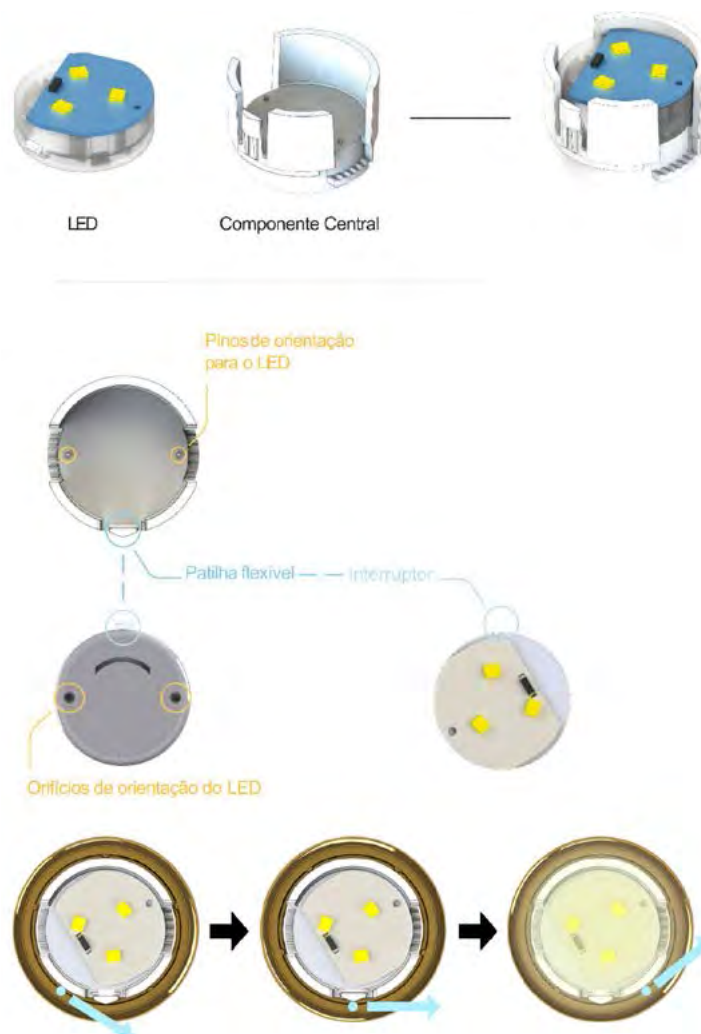 LED
Componente Central
Pinos de orientação
para o LED
Patilha flexível
interruptor
Orifícios de orientação do LED